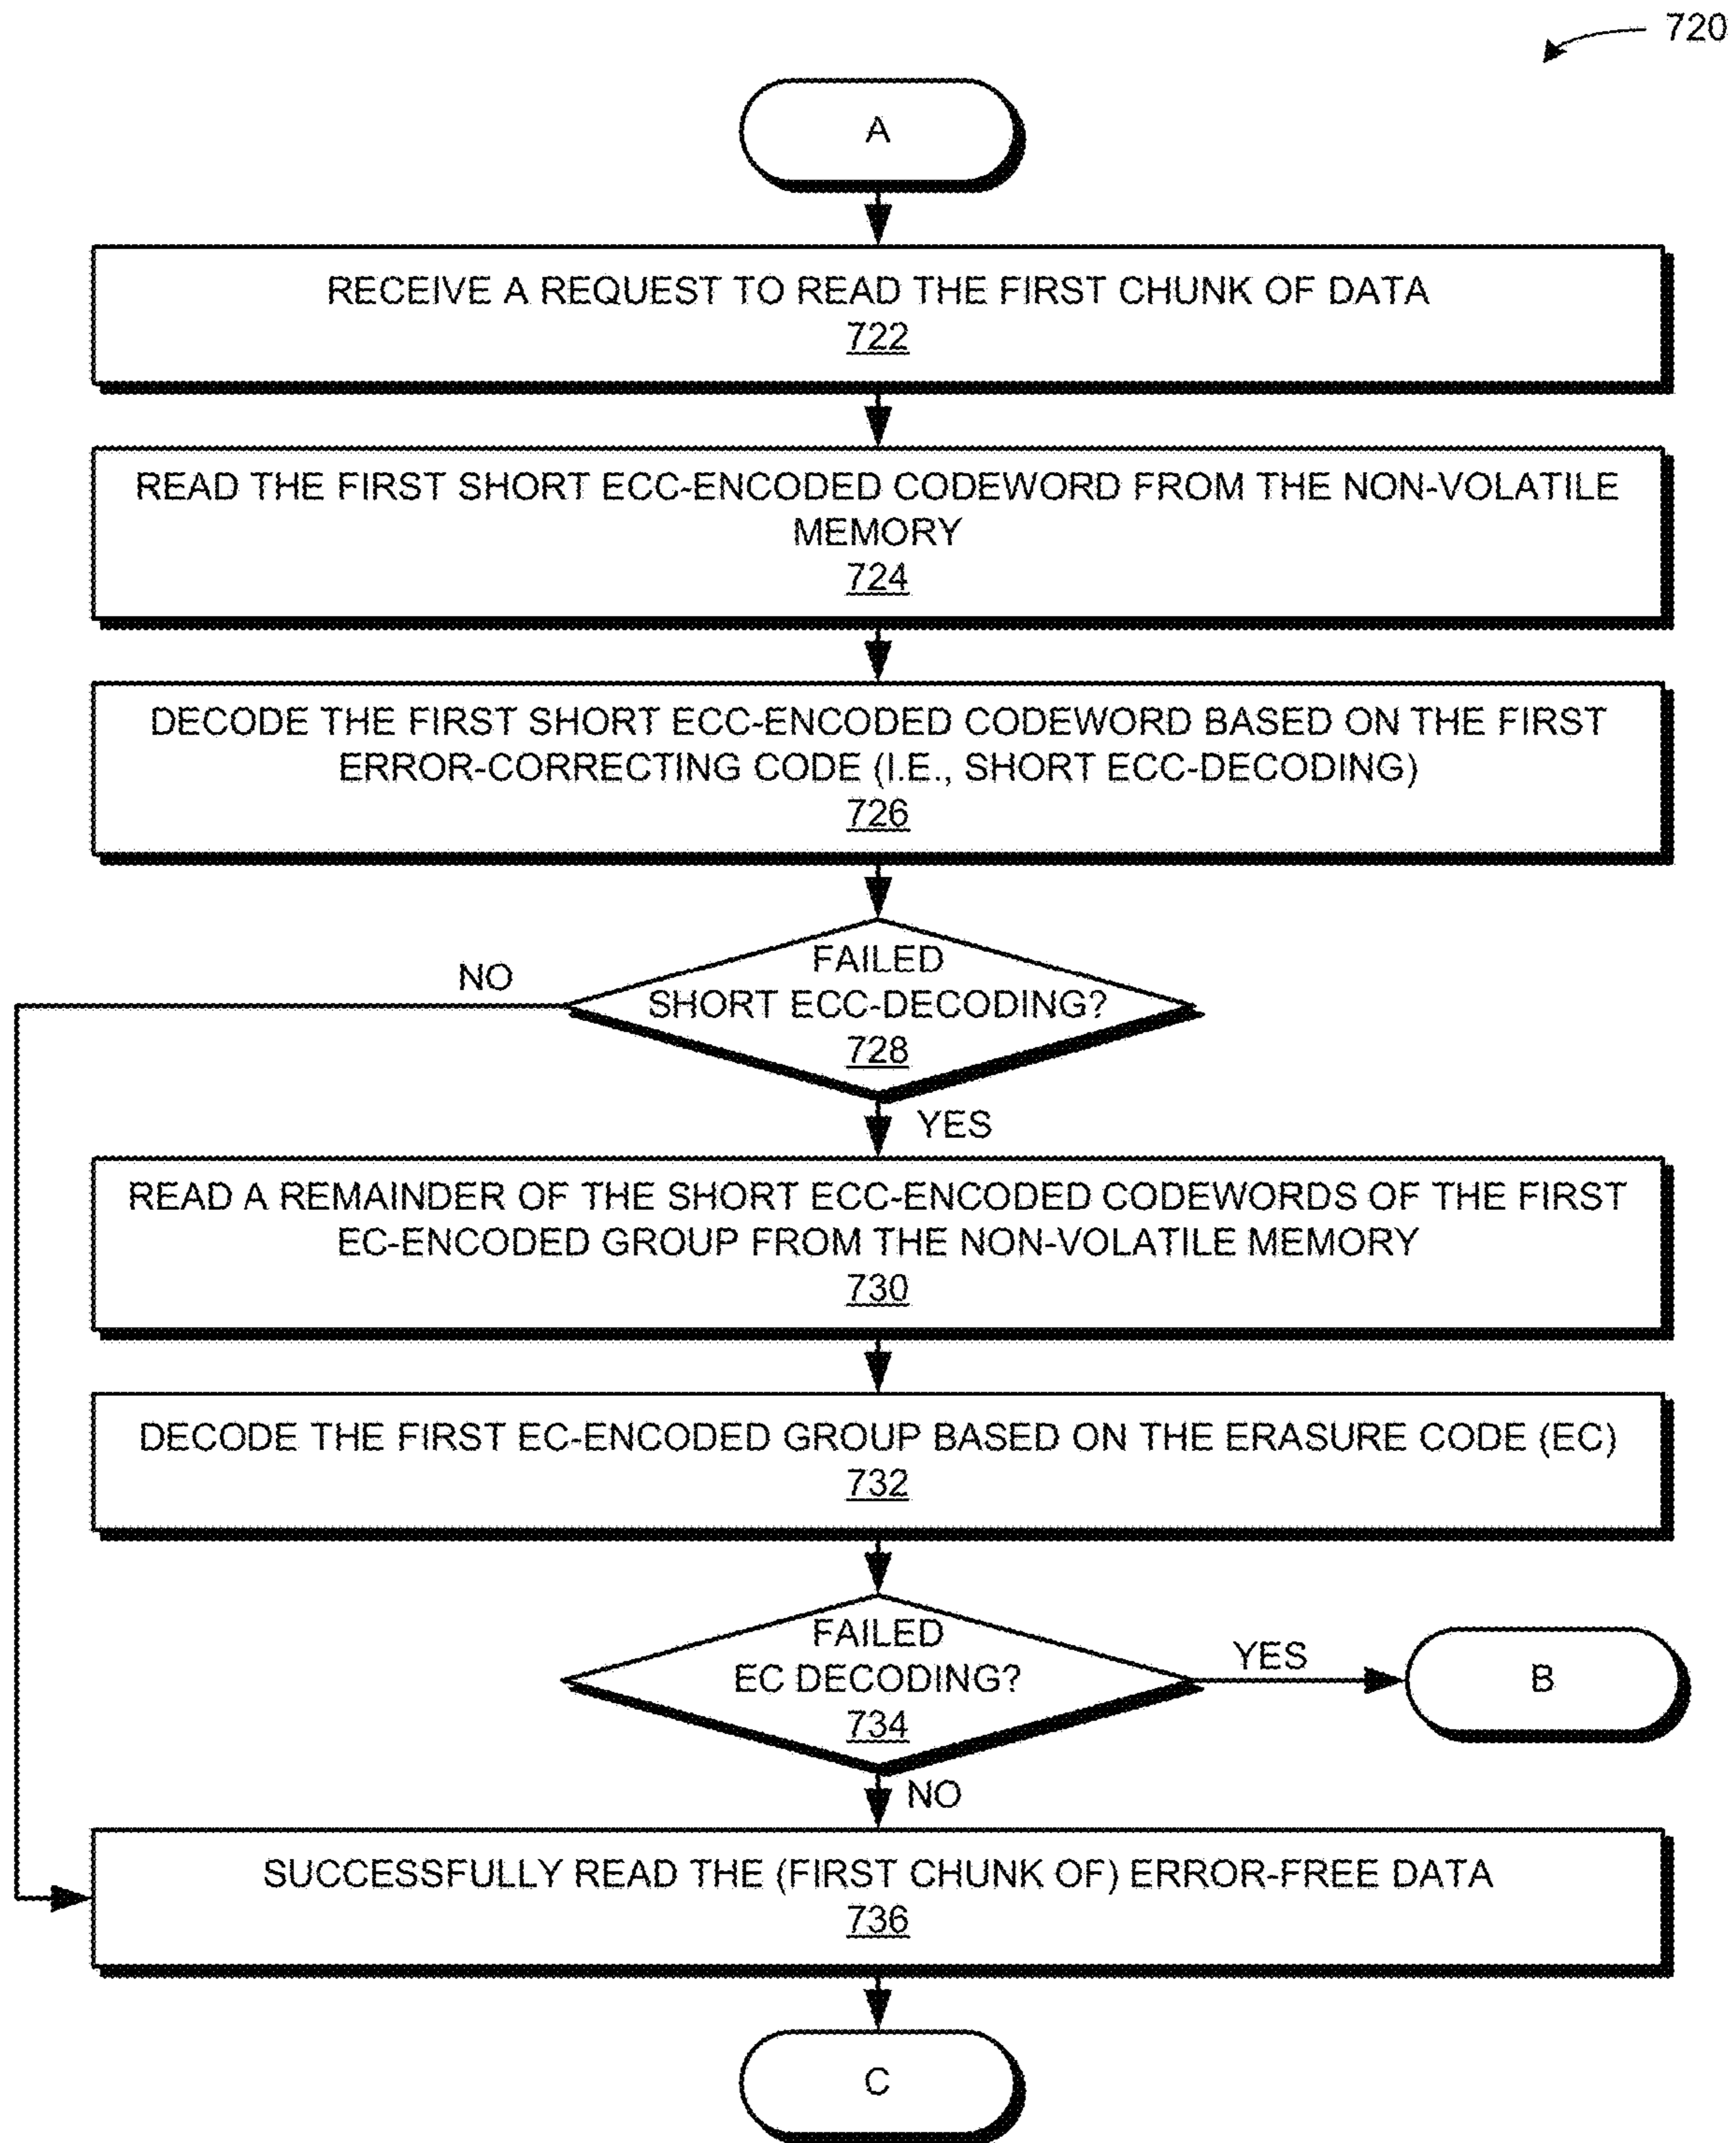 720
A
RECEIVE A REQUEST TO READ THE FIRST CHUNK OF DATA
722
READ THE FIRST SHORT ECC-ENCODED CODEWORD FROM THE NON-VOLATILE
MEMORY
724
DECODE THE FIRST SHORT ECC-ENCODED CODEWORD BASED ON THE FIRST
ERROR-CORRECTING CODE (I.E., SHORT ECC-DECODING)
726
FAILED
NO
SHORT ECC-DECODING?
728
YES
READ A REMAINDER OF THE SHORT ECC-ENCODED CODEWORDS OF THE FIRST
EC-ENCODED GROUP FROM THE NON-VOLATILE MEMORY
730
DECODE THE FIRST EC-ENCODED GROUP BASED ON THE ERASURE CODE (EC)
732
FAILED
EC DECODING?
734
YES
B
NO
SUCCESSFULLY READ THE (FIRST CHUNK OF) ERROR-FREE DATA
736
C